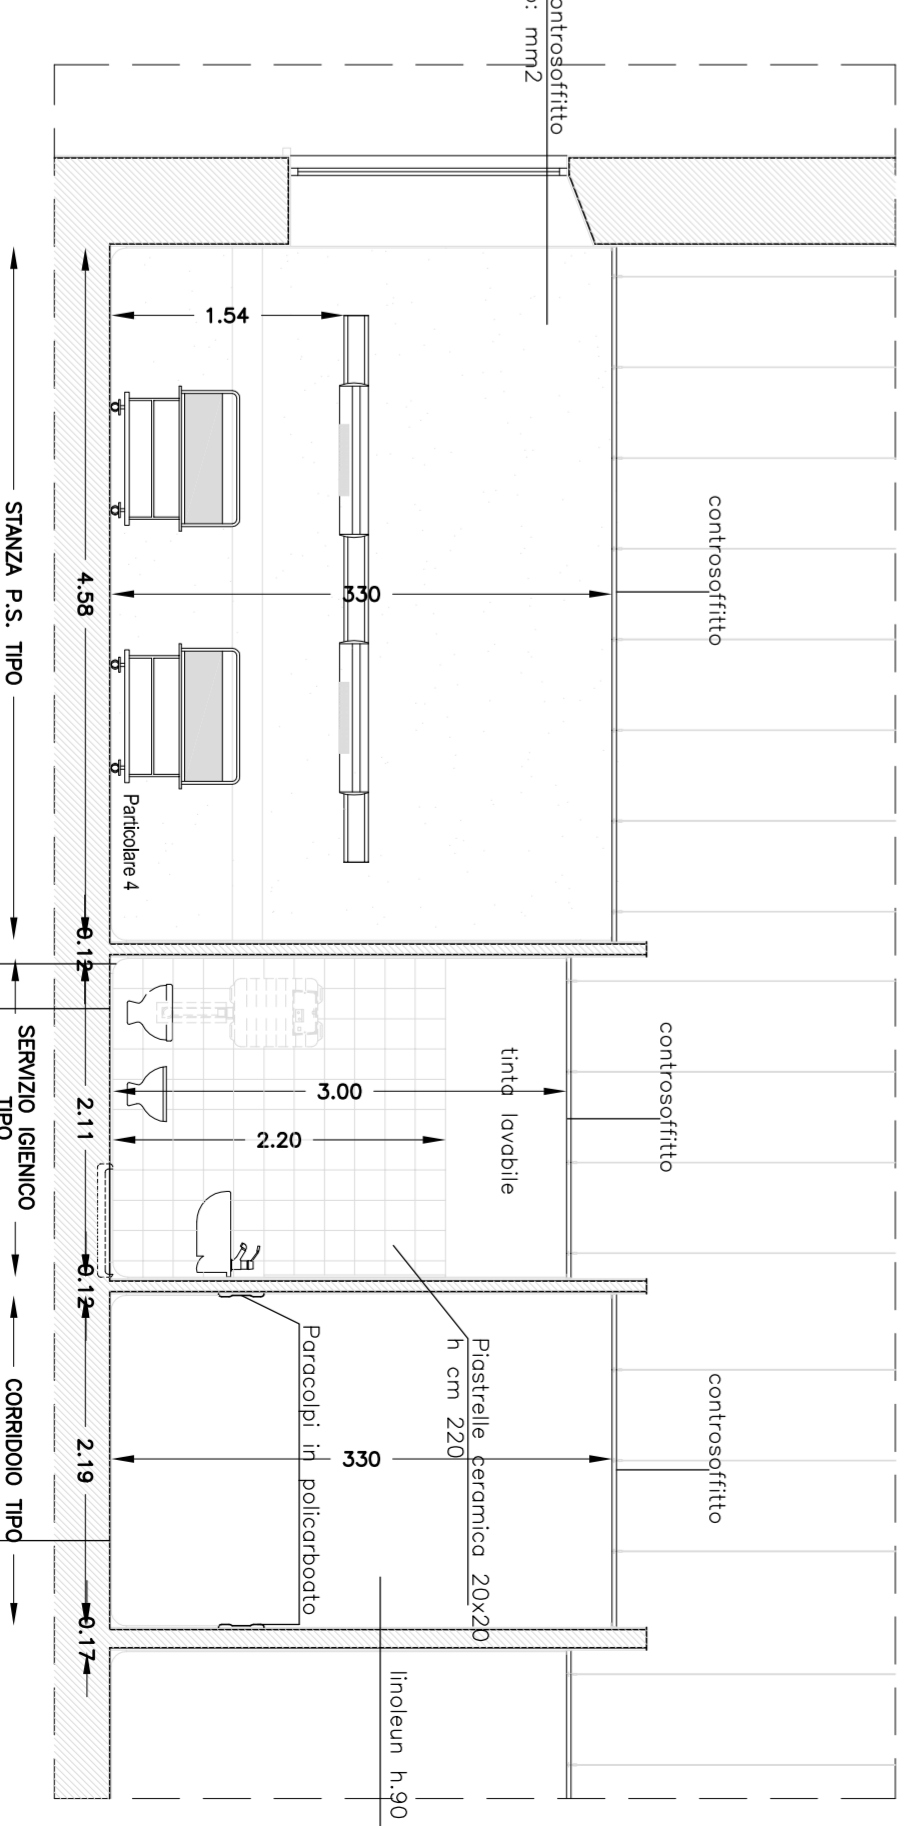 ontrosoffitto
: mm2
controsoffitto
controsoffitto
controsoffitto
1.54
330
Particolare 4
tinta lavabile
3.00
2.20
Piastrelle ceramica 20x20
h cm 220
330
Paracolpi in policarboato
linoleun h.90
4.58
0.12
2.11
0.12
2.19
0.17
STANZA P.S. TIPO
SERVIZIO IGIENICO
TIPO
CORRIDOIO TIPO